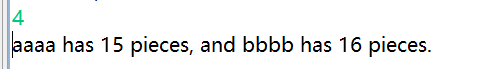 4
aaaa has 15 pieces, and bbbb has 16 pieces.